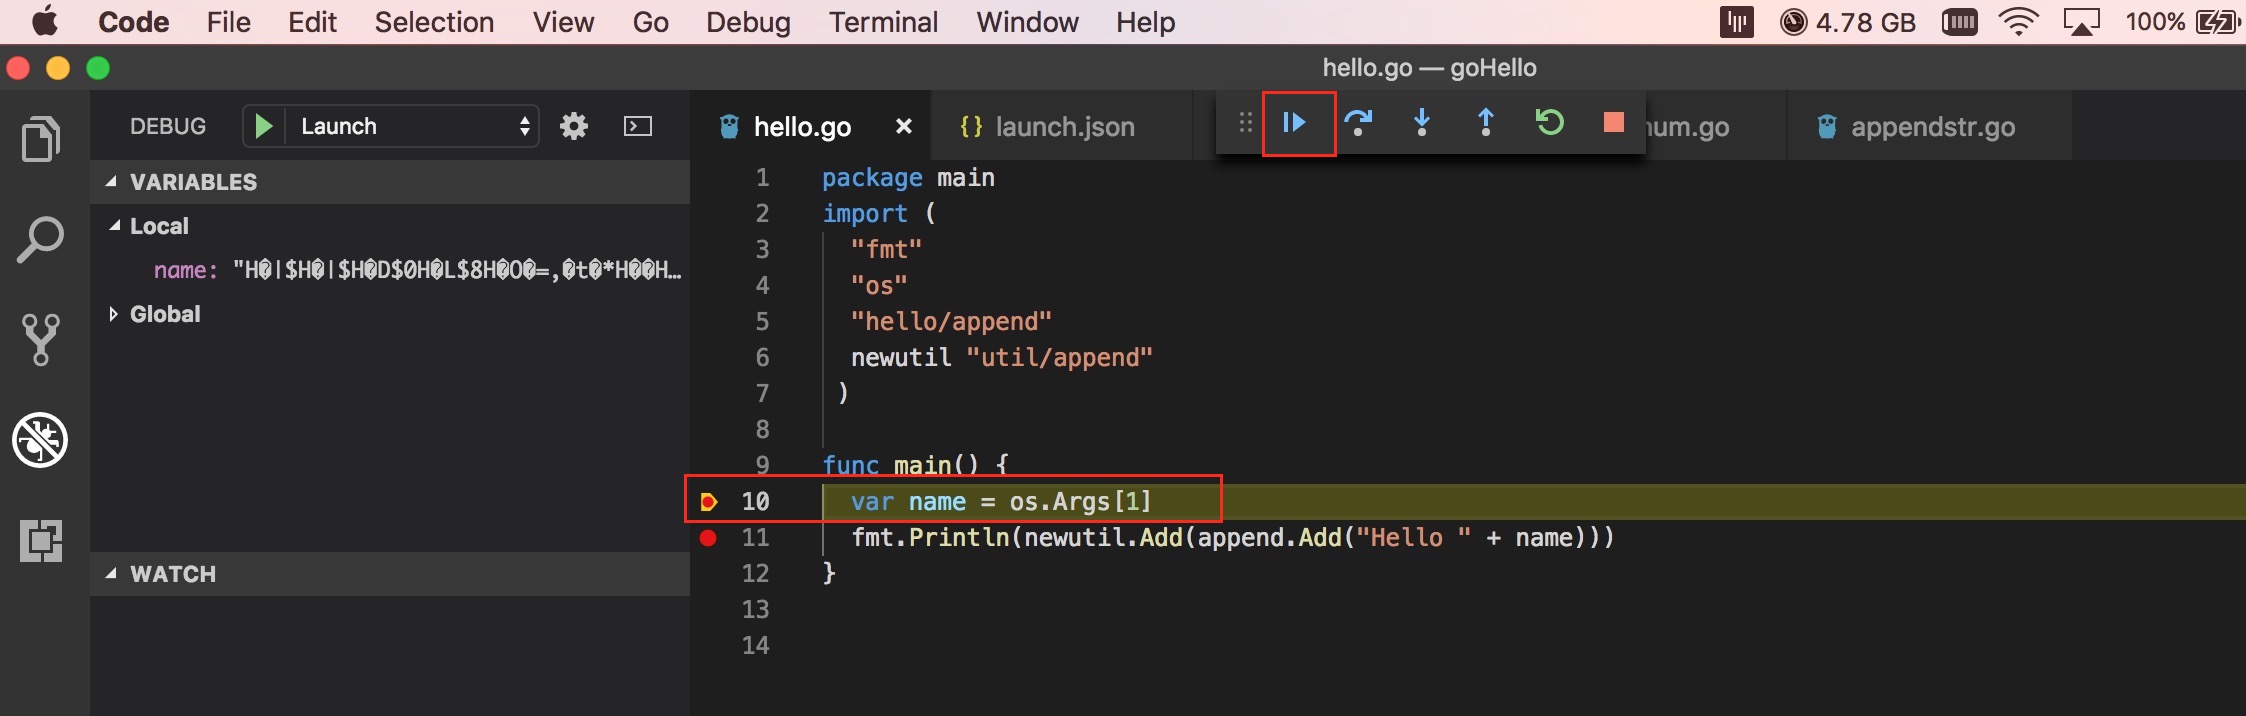 Code File Edit Selection View Go Debug Terminal Window Help 4.78 GB 100%
hello.go — goHello
DEBUG Launch hello.go launch.json num.go appendstr.go
VARIABLES
Local
name: "H�|$H�|$H�D$0H�L$8H�O�=,�t�*H��H…
Global
WATCH
1 package main
2 import (
3 "fmt"
4 "os"
5 "hello/append"
6 newutil "util/append"
7 )
8
9 func main() {
10 var name = os.Args[1]
11 fmt.Println(newutil.Add(append.Add("Hello " + name)))
12 }
13
14